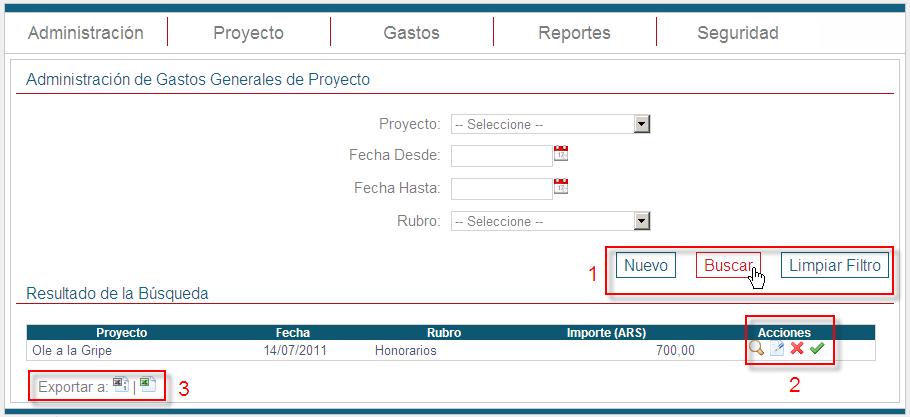 Administración Proyecto Gastos Reportes Seguridad
Administración de Gastos Generales de Proyecto
Proyecto: -- Seleccione --
Fecha Desde:
Fecha Hasta:
Rubro: -- Seleccione --
1 Nuevo Buscar Limpiar Filtro
Resultado de la Búsqueda
Proyecto Fecha Rubro Importe (ARS) Acciones
Ole a la Gripe 14/07/2011 Honorarios 700,00
2
Exportar a: | 3